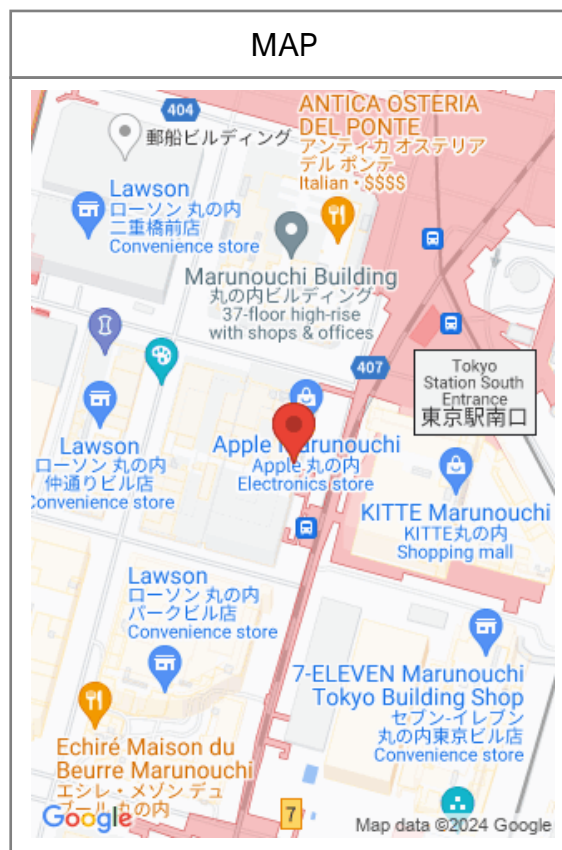 MAP
404
郵船ビルディング
ANTICA OSTERIA
DEL PONTE
アンティカ オステリア
デル ポンテ
Italian・$$$$
Lawson
ローソン 丸の内
二重橋前店
Convenience store
Marunouchi Building
丸の内ビルディング
37-floor high-rise
with shops & offices
407
Tokyo
Station South
Entrance
東京駅南口
Apple Marunouchi
Apple 丸の内
Electronics store
Lawson
ローソン 丸の内
仲通りビル店
Convenience store
KITTE Marunouchi
KITTE丸の内
Shopping mall
Lawson
ローソン 丸の内
パークビル店
Convenience store
7-ELEVEN Marunouchi
Tokyo Building Shop
セブン-イレブン
丸の内東京ビル店
Convenience store
Echiré Maison du
Beurre Marunouchi
エシレ・メゾン デュ
ブール 丸の内
7
Google
Map data ©2024 Google